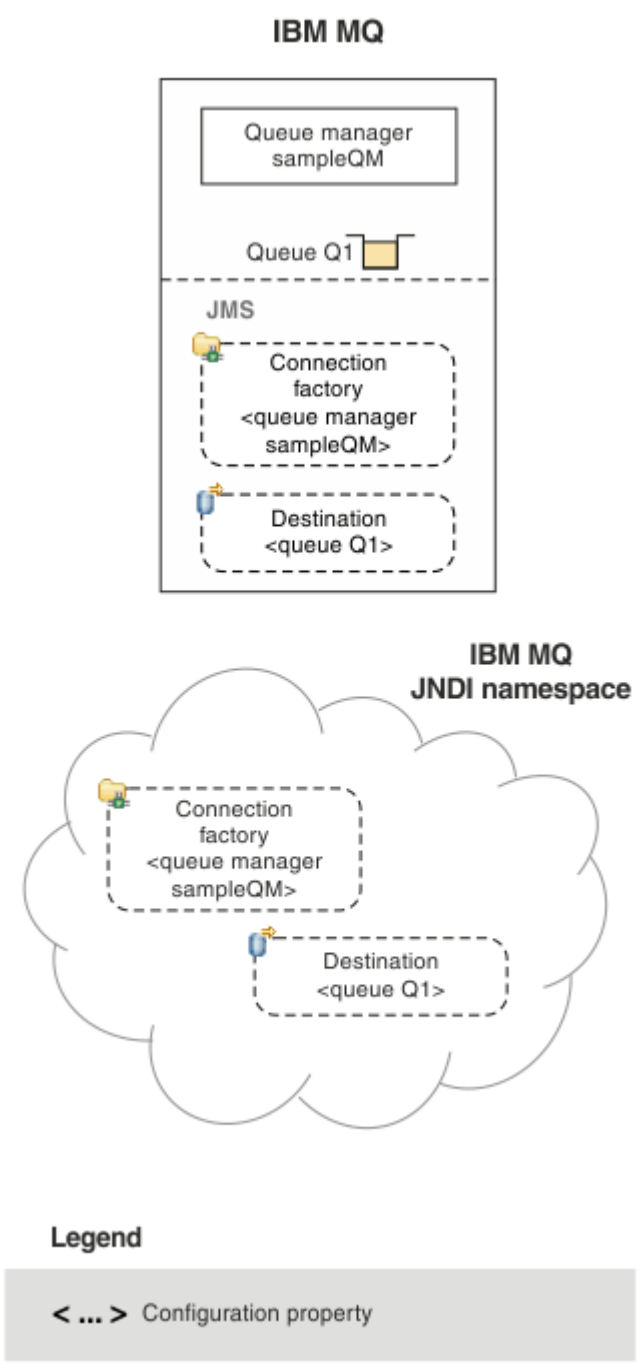 IBM MQ
Queue manager
sampleQM
Queue Q1
JMS
Connection
factory
<queue manager
sampleQM>
Destination
<queue Q1>
IBM MQ
JNDI namespace
Connection
factory
<queue manager
sampleQM>
Destination
<queue Q1>
Legend
< ... > Configuration property